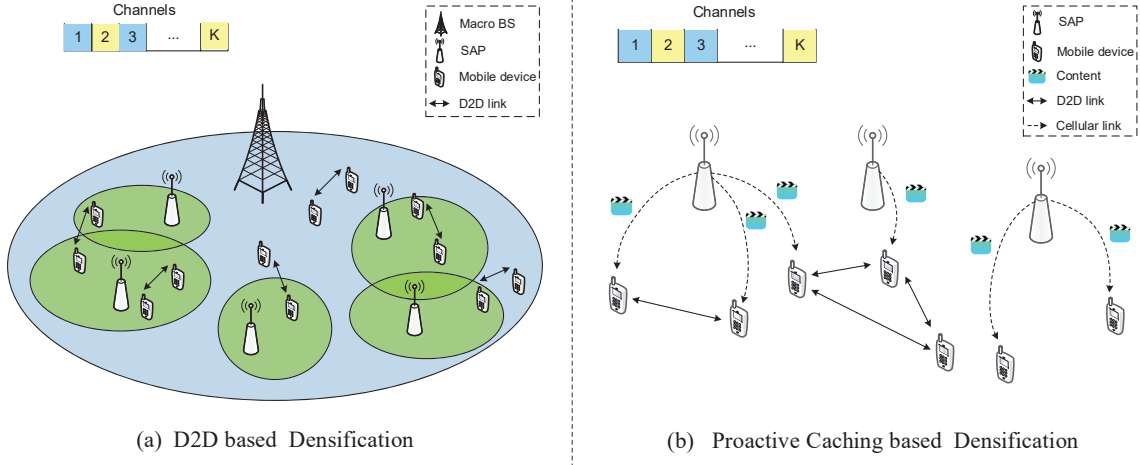 Channels
1 2 3 ... K
Macro BS
SAP
Mobile device
D2D link
(a) D2D based Densification
Channels
1 2 3 ... K
SAP
Mobile device
Content
D2D link
Cellular link
(b) Proactive Caching based Densification